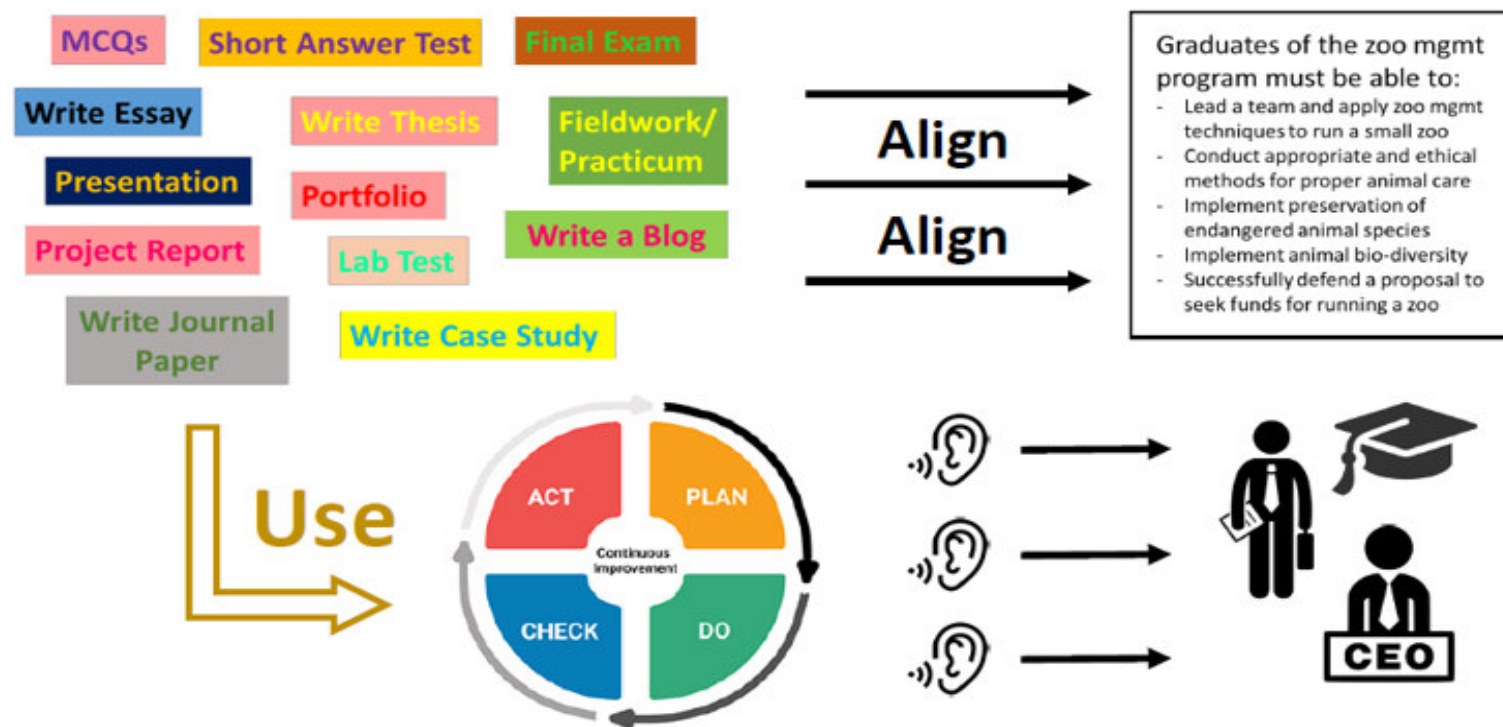 MCQs
Short Answer Test
Final Exam
Write Essay
Write Thesis
Fieldwork/
Practicum
Presentation
Portfolio
Project Report
Lab Test
Write a Blog
Write Journal
Paper
Write Case Study
Align
Align
Graduates of the zoo mgmt
program must be able to:
- Lead a team and apply zoo mgmt
techniques to run a small zoo
- Conduct appropriate and ethical
methods for proper animal care
- Implement preservation of
endangered animal species
- Implement animal bio-diversity
- Successfully defend a proposal to
seek funds for running a zoo
Use
ACT
PLAN
Continuous
Improvement
CHECK
DO
CEO